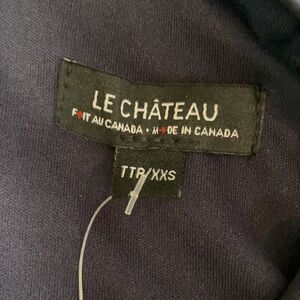 LE CHÂTEAU
FAIT AU CANADA • MADE IN CANADA
TTP/XXS